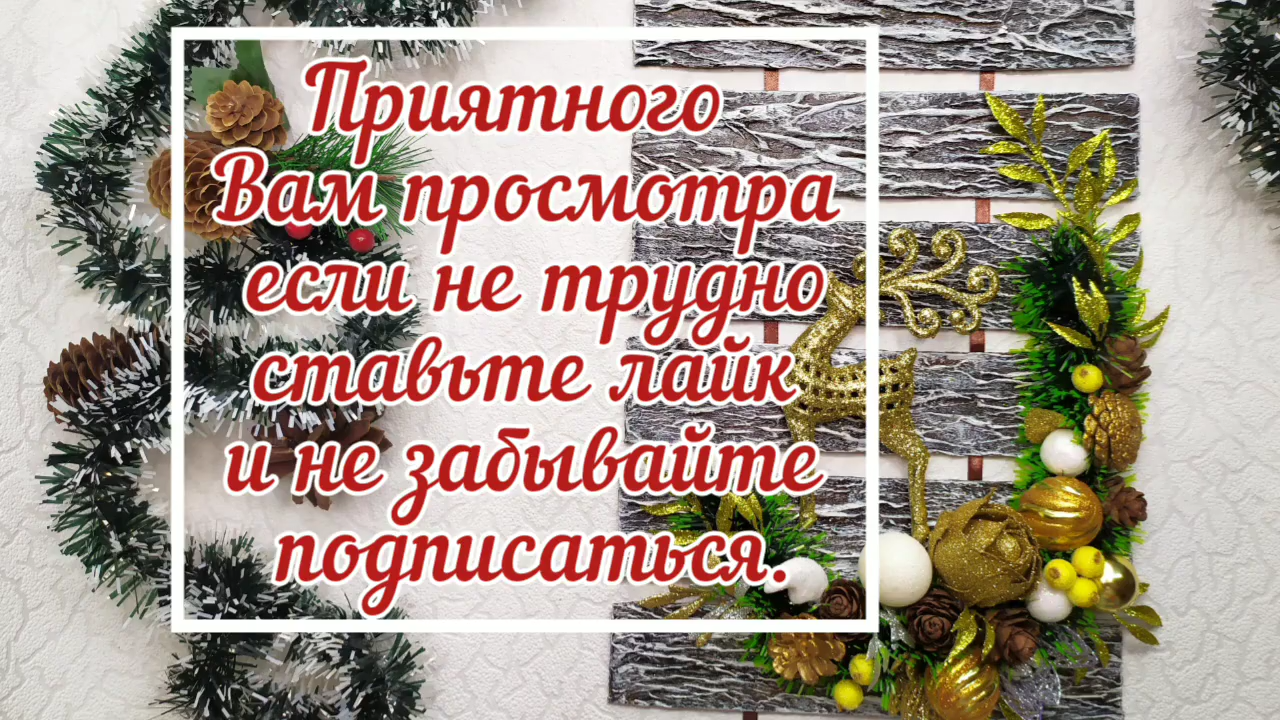 Приятного
Вам просмотра
если не трудно
ставьте лайк
и не забывайте
подписаться.